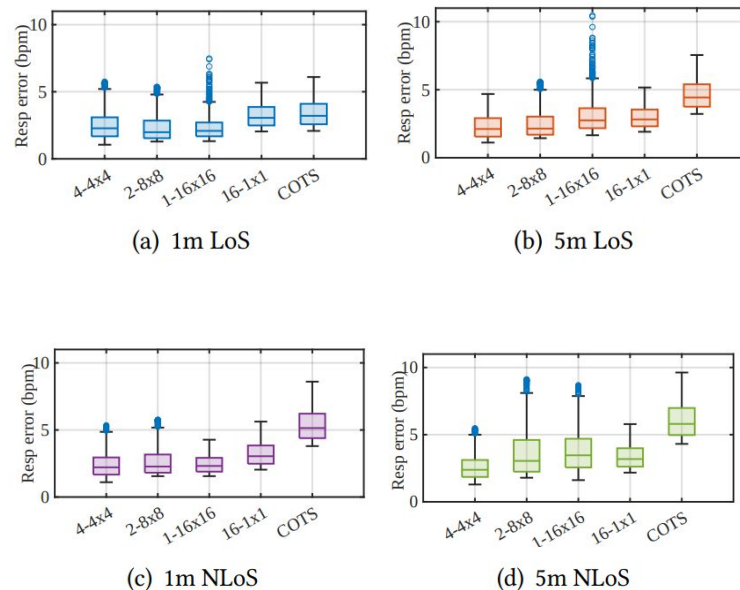 10
5
0
Resp error (bpm)
4-4x4
2-8x8
1-16x16
16-1x1
COTS
(a) 1m LoS
10
5
0
Resp error (bpm)
4-4x4
2-8x8
1-16x16
16-1x1
COTS
(b) 5m LoS
10
5
0
Resp error (bpm)
4-4x4
2-8x8
1-16x16
16-1x1
COTS
(c) 1m NLoS
10
5
0
Resp error (bpm)
4-4x4
2-8x8
1-16x16
16-1x1
COTS
(d) 5m NLoS